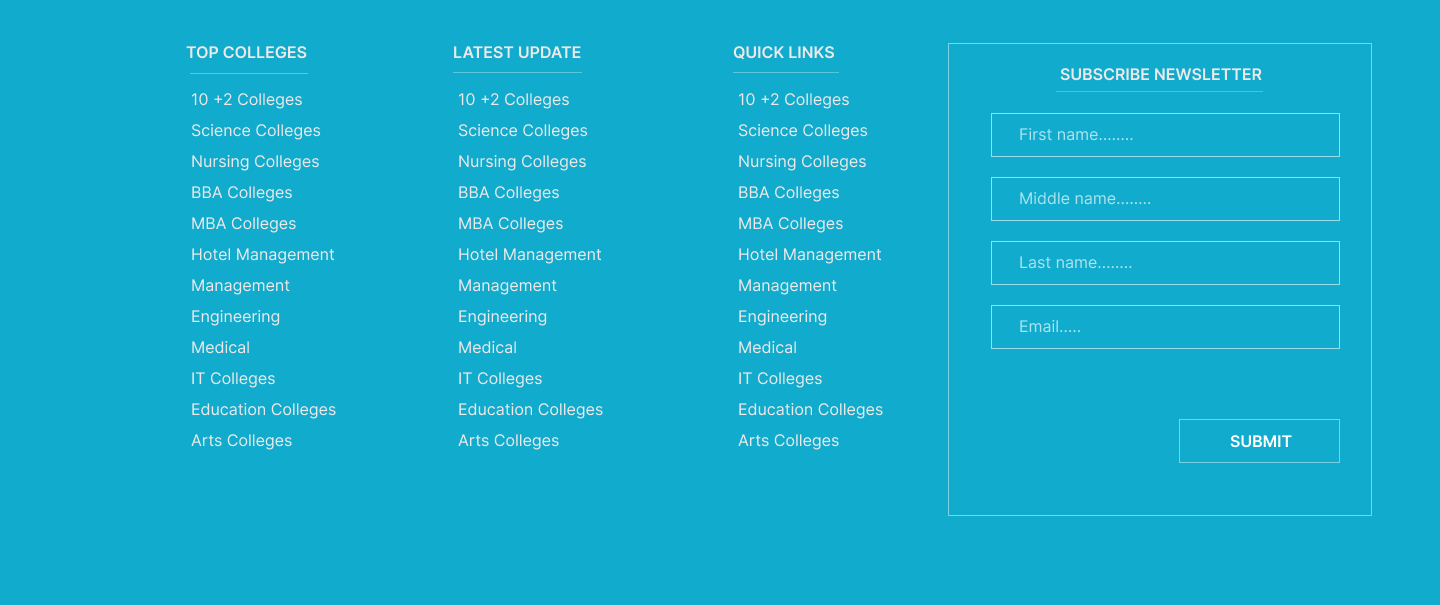 TOP COLLEGES
10 +2 Colleges
Science Colleges
Nursing Colleges
BBA Colleges
MBA Colleges
Hotel Management
Management
Engineering
Medical
IT Colleges
Education Colleges
Arts Colleges
LATEST UPDATE
10 +2 Colleges
Science Colleges
Nursing Colleges
BBA Colleges
MBA Colleges
Hotel Management
Management
Engineering
Medical
IT Colleges
Education Colleges
Arts Colleges
QUICK LINKS
10 +2 Colleges
Science Colleges
Nursing Colleges
BBA Colleges
MBA Colleges
Hotel Management
Management
Engineering
Medical
IT Colleges
Education Colleges
Arts Colleges
SUBSCRIBE NEWSLETTER
First name........
Middle name........
Last name........
Email.....
SUBMIT